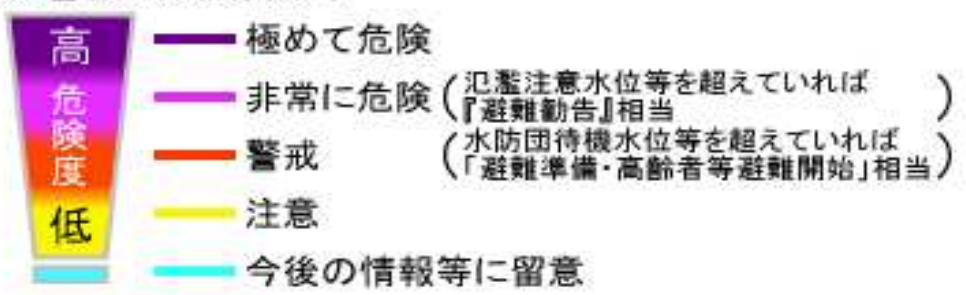 高
危
険
度
低
極めて危険
非常に危険(氾濫注意水位等を超えていれば
『避難勧告』相当)
警戒 (水防団待機水位等を超えていれば
「避難準備・高齢者等避難開始」相当)
注意
今後の情報等に留意